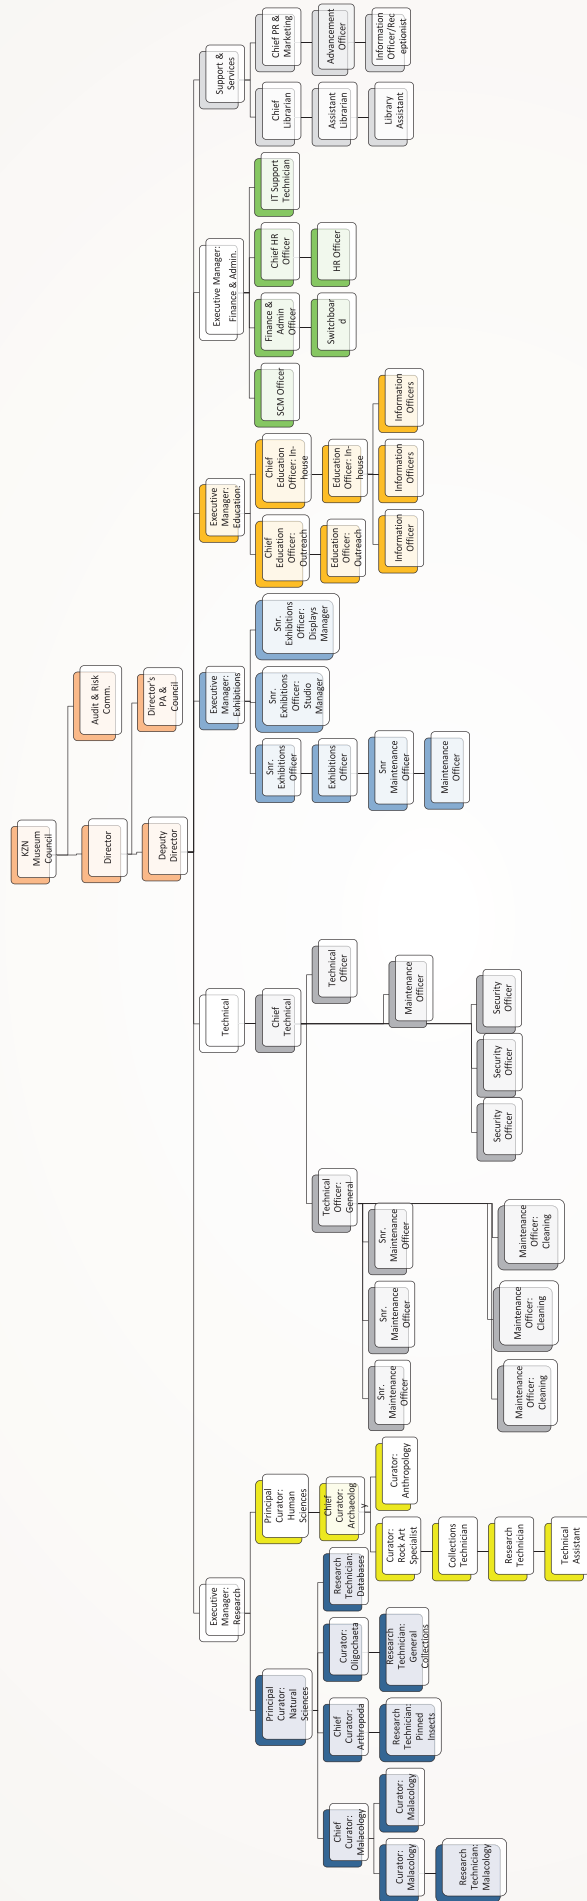 KZN
Museum
Council
Audit & Risk
Comm.
Director
Director's
PA &
Council
Deputy
Director
Executive
Manager:
Research
Technical
Executive
Manager:
Exhibitions
Executive
Manager:
Education:
Executive Manager:
Finance & Admin.
Support &
Services
Principal
Curator:
Natural
Sciences
Principal
Curator:
Human
Sciences
Chief
Technical
Snr.
Exhibitions
Officer
Snr.
Exhibitions
Officer:
Studio
Manager
Snr.
Exhibitions
Officer:
Displays
Manager
Chief
Education
Officer:
Outreach
Chief
Education
Officer: In-
house
SCM Officer
Finance &
Admin
Officer
Chief HR
Officer
IT Support
Technician
Chief
Librarian
Chief PR &
Marketing
Chief
Curator:
Malacology
Chief
Curator:
Arthropoda
Curator:
Oligochaeta
Research
Technician:
Databases
Chief
Curator:
Archaeolog
y
Technical
Officer:
General
Technical
Officer
Exhibitions
Officer
Education
Officer:
Outreach
Education
Officer: In-
house
Switchboar
d
HR Officer
Assistant
Librarian
Advancement
Officer
Curator:
Malacology
Curator:
Malacology
Research
Technician:
Pinned
Insects
Research
Technician:
General
Collections
Curator:
Rock Art
Specialist
Curator:
Anthropology
Snr.
Maintenance
Officer
Snr.
Maintenance
Officer
Snr.
Maintenance
Officer
Maintenance
Officer
Snr
Maintenance
Officer
Information
Officer
Information
Officers
Information
Officers
Library
Assistant
Information
Officer/Rec
eptionist
Research
Technician:
Malacology
Collections
Technician
Maintenance
Officer
Research
Technician
Maintenance
Officer:
Cleaning
Maintenance
Officer:
Cleaning
Maintenance
Officer:
Cleaning
Security
Officer
Security
Officer
Security
Officer
Technical
Assistant